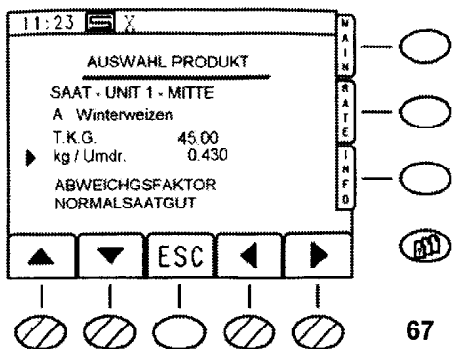 11:23
AUSWAHL PRODUKT
SAAT - UNIT 1 - MITTE
A Winterweizen
T.K.G. 45.00
kg / Umdr. 0.430
ABWEICHGSFAKTOR
NORMALSAATGUT
MAIN
RATE
INFO
ESC
67